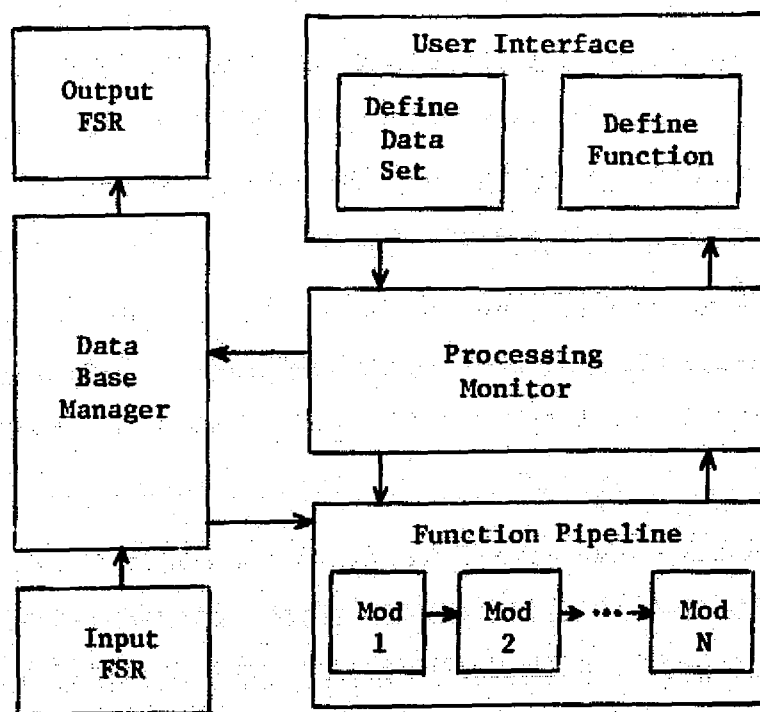 Output
FSR
User Interface
Define
Data
Set
Define
Function
Data
Base
Manager
Processing
Monitor
Function Pipeline
Mod
1
Mod
2
...
Mod
N
Input
FSR